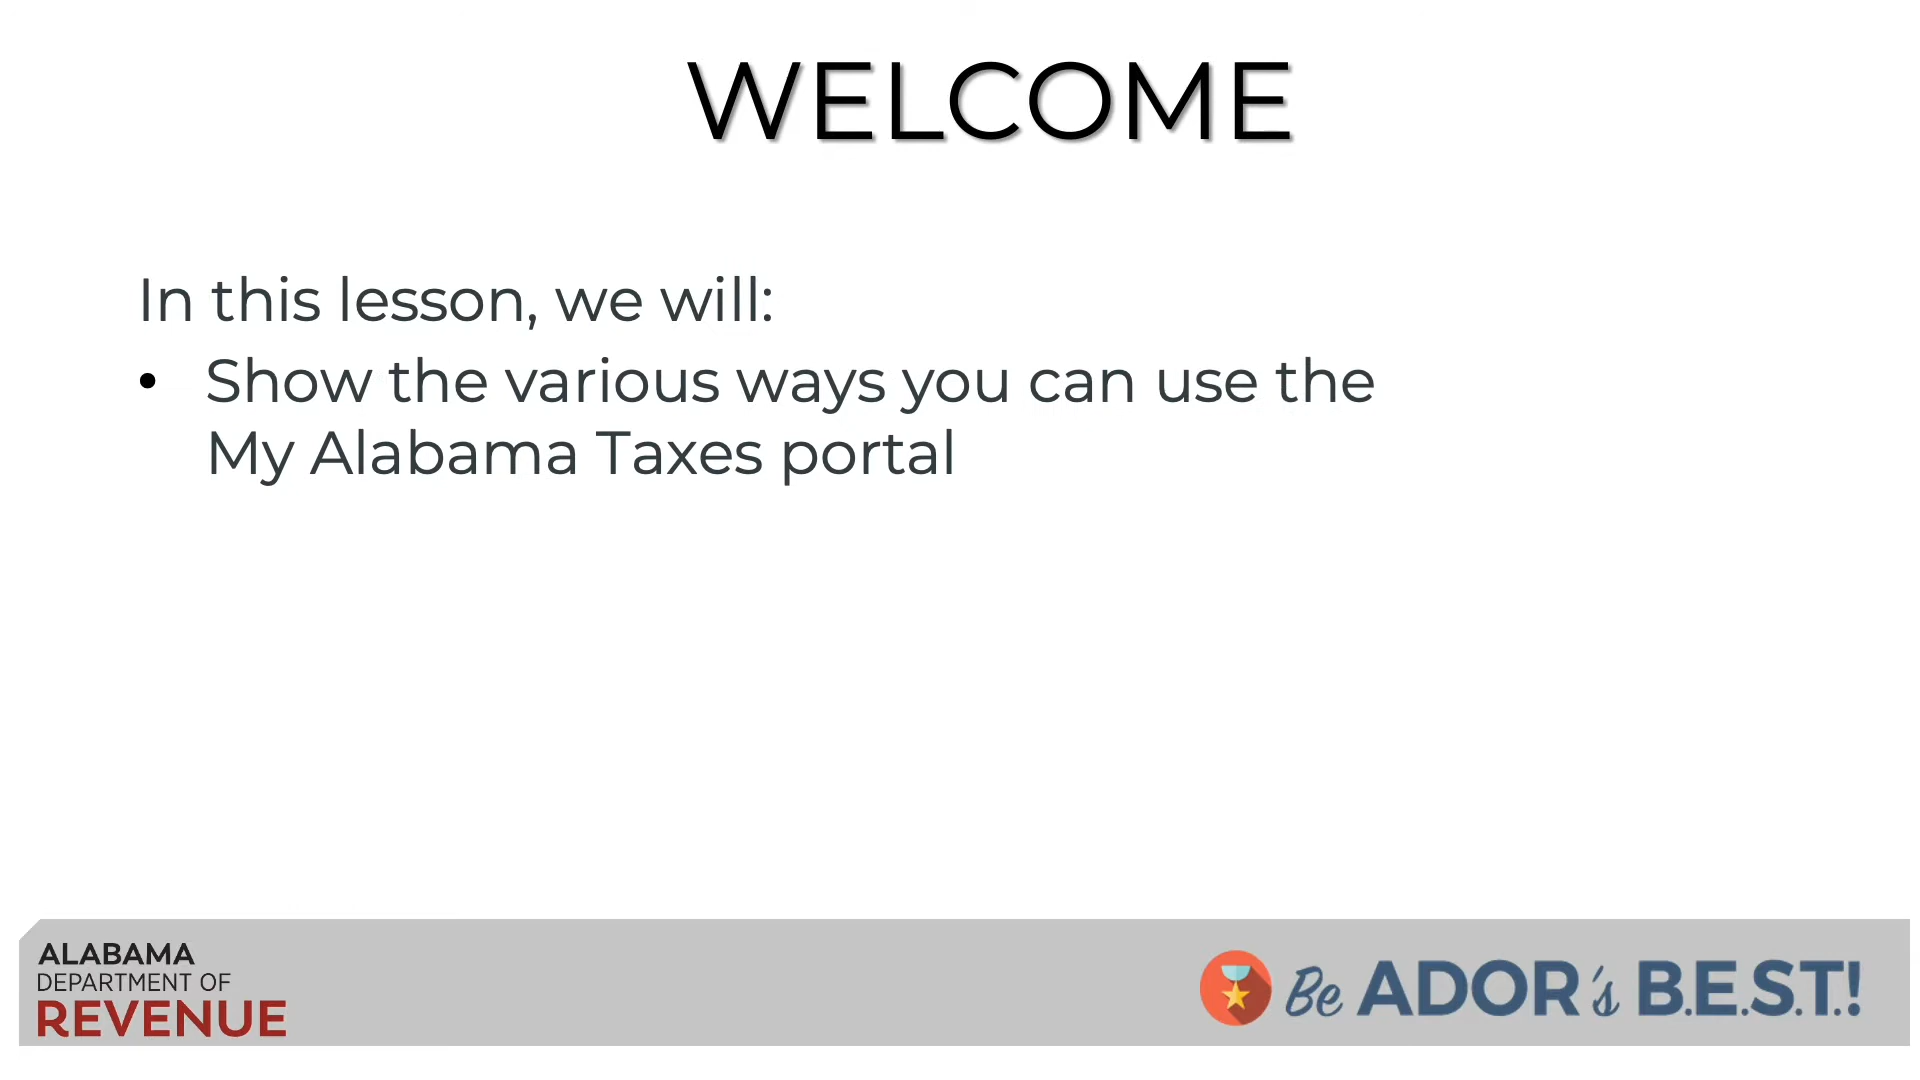 WELCOME
In this lesson, we will:
• Show the various ways you can use the
My Alabama Taxes portal
ALABAMA
DEPARTMENT OF
REVENUE
Be ADOR's B.E.S.T.!